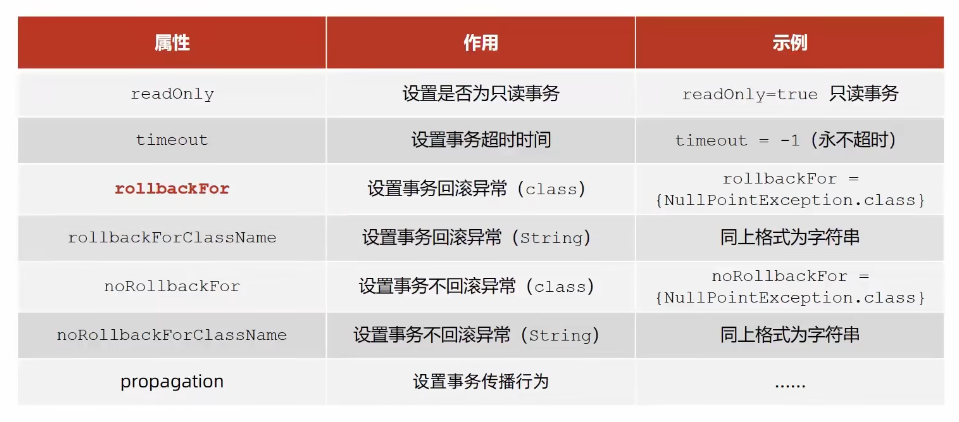 属性 作用 示例
readOnly 设置是否为只读事务 readOnly=true 只读事务
timeout 设置事务超时时间 timeout = -1（永不超时）
rollbackFor 设置事务回滚异常（class） rollbackFor =
{NullPointException.class}
rollbackForClassName 设置事务回滚异常（String） 同上格式为字符串
noRollbackFor 设置事务不回滚异常（class） noRollbackFor =
{NullPointException.class}
noRollbackForClassName 设置事务不回滚异常（String） 同上格式为字符串
propagation 设置事务传播行为 ......